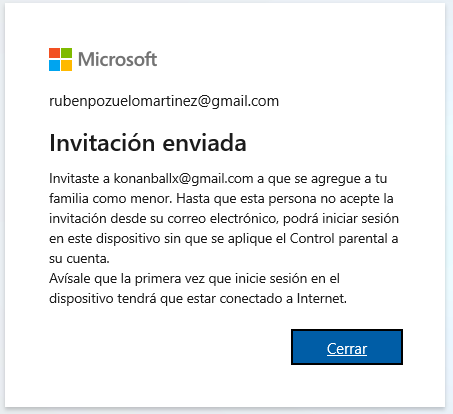 Microsoft
rubenpozuelomartinez@gmail.com
Invitación enviada
Invitaste a konanballx@gmail.com a que se agregue a tu
familia como menor. Hasta que esta persona no acepte la
invitación desde su correo electrónico, podrá iniciar sesión
en este dispositivo sin que se aplique el Control parental a
su cuenta.
Avísale que la primera vez que inicie sesión en el
dispositivo tendrá que estar conectado a Internet.
Cerrar